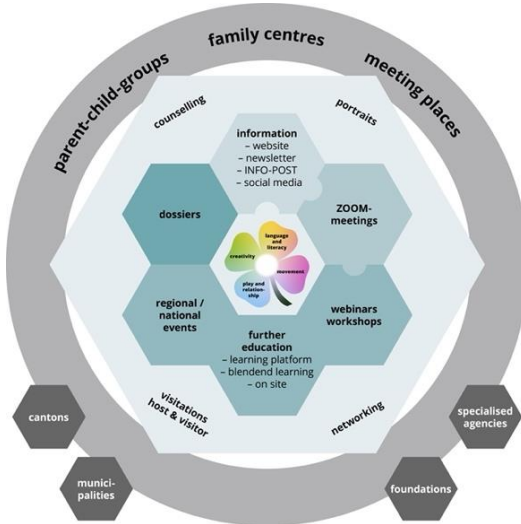 family centres
parent-child-groups
meeting places
counselling
portraits
information
– website
– newsletter
– INFO-POST
– social media
dossiers
ZOOM-
meetings
language
and
literacy
creativity
movement
play and
relation-
ship
regional /
national
events
webinars
workshops
further
education
– learning platform
– blendend learning
– on site
visitations
host & visitor
networking
cantons
specialised
agencies
munici-
palities
foundations